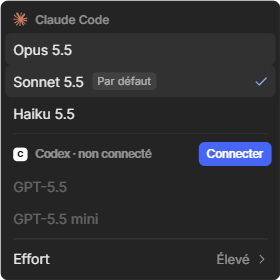 Claude Code
Opus 5.5
Sonnet 5.5 Par défaut
Haiku 5.5
C Codex · non connecté Connecter
GPT-5.5
GPT-5.5 mini
Effort Élevé